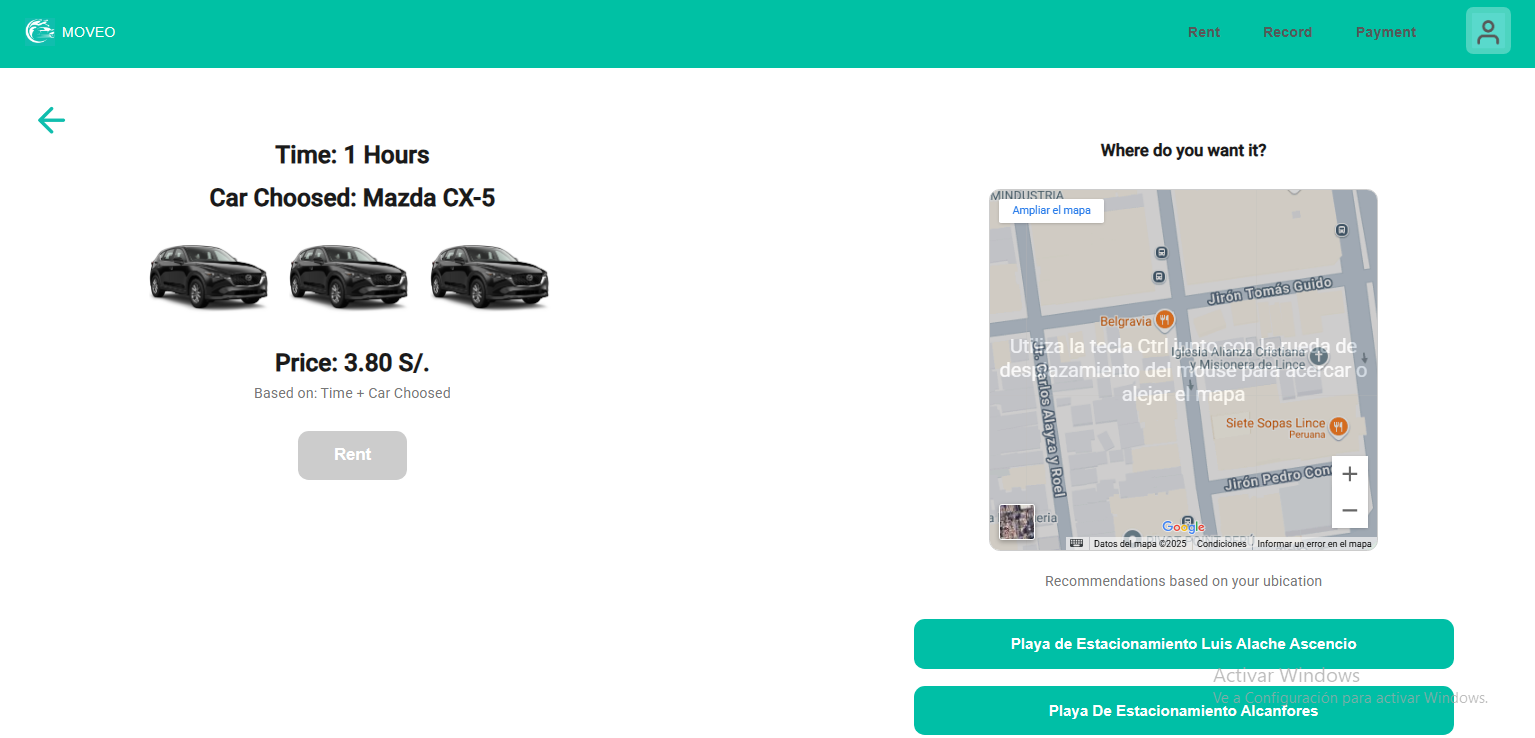 MOVEO
Rent
Record
Payment
Time: 1 Hours
Car Choosed: Mazda CX-5
Price: 3.80 S/.
Based on: Time + Car Choosed
Rent
Where do you want it?
MINDUSTRIA
Ampliar el mapa
Jirón Tomás Guido
Belgravia
Utiliza la tecla Ctrl junto con la rueda de
desplazamiento del mouse para acercar o
alejar el mapa
Iglesia Alianza Cristiana
y Misionera de Lince
Jr. Carlos Alayza y Roel
Siete Sopas Lince
Peruana
Jirón Pedro Con
eria
Google
Datos del mapa ©2025
Condiciones
Informar un error en el mapa
Recommendations based on your ubication
Playa de Estacionamiento Luis Alache Ascencio
Activar Windows
Ve a Configuración para activar Windows.
Playa De Estacionamiento Alcanfores